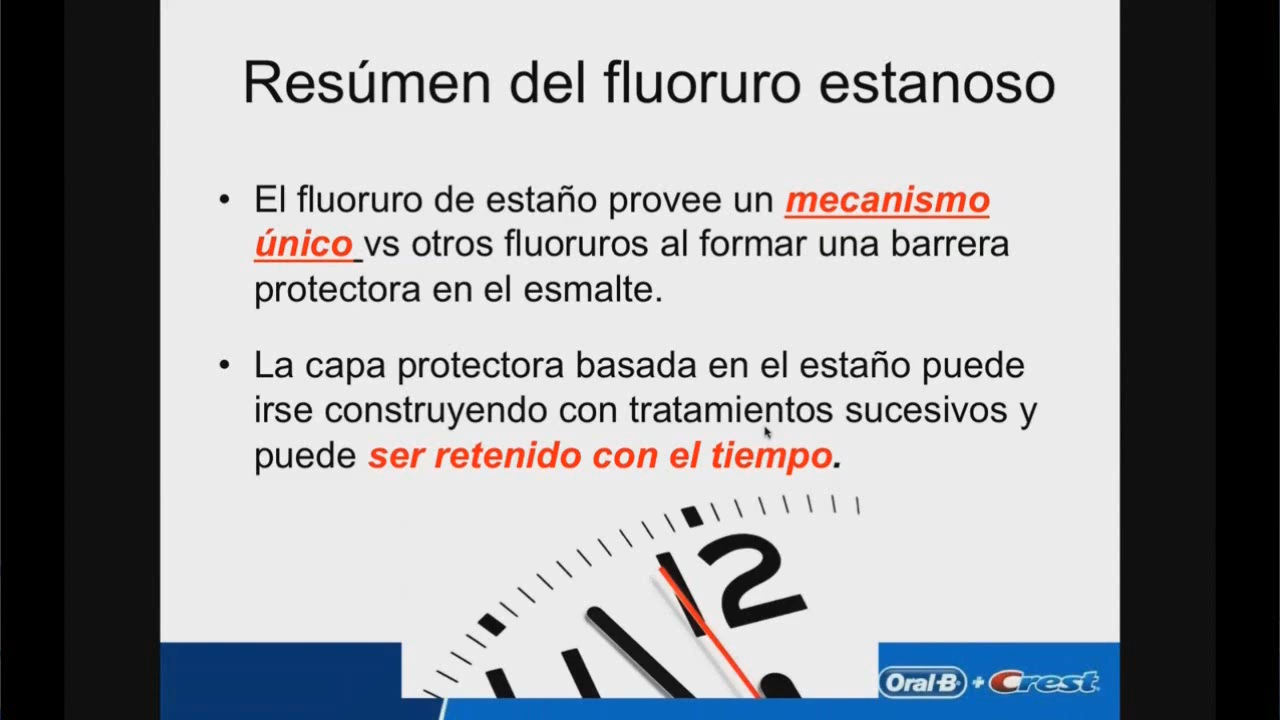 Resúmen del fluoruro estanoso
• El fluoruro de estaño provee un mecanismo
único vs otros fluoruros al formar una barrera
protectora en el esmalte.
• La capa protectora basada en el estaño puede
irse construyendo con tratamientos sucesivos y
puede ser retenido con el tiempo.
12
11
Oral-B + Crest